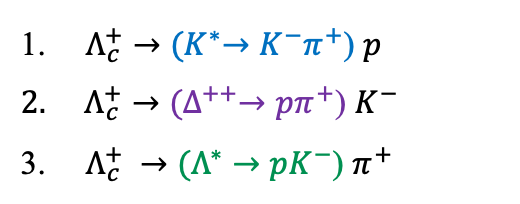 1. Λc+ → (K*→ K−π+) p
2. Λc+ → (Δ++→ pπ+) K−
3. Λc+ → (Λ* → pK−) π+